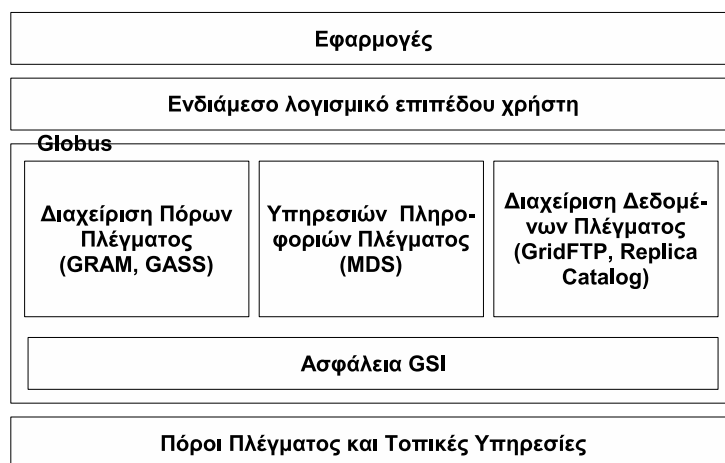 Εφαρμογές
Ενδιάμεσο λογισμικό επιπέδου χρήστη
Globus
Διαχείριση Πόρων
Πλέγματος
(GRAM, GASS)
Υπηρεσιών Πληρο-
φοριών Πλέγματος
(MDS)
Διαχείριση Δεδομέ-
νων Πλέγματος
(GridFTP, Replica
Catalog)
Ασφάλεια GSI
Πόροι Πλέγματος και Τοπικές Υπηρεσίες